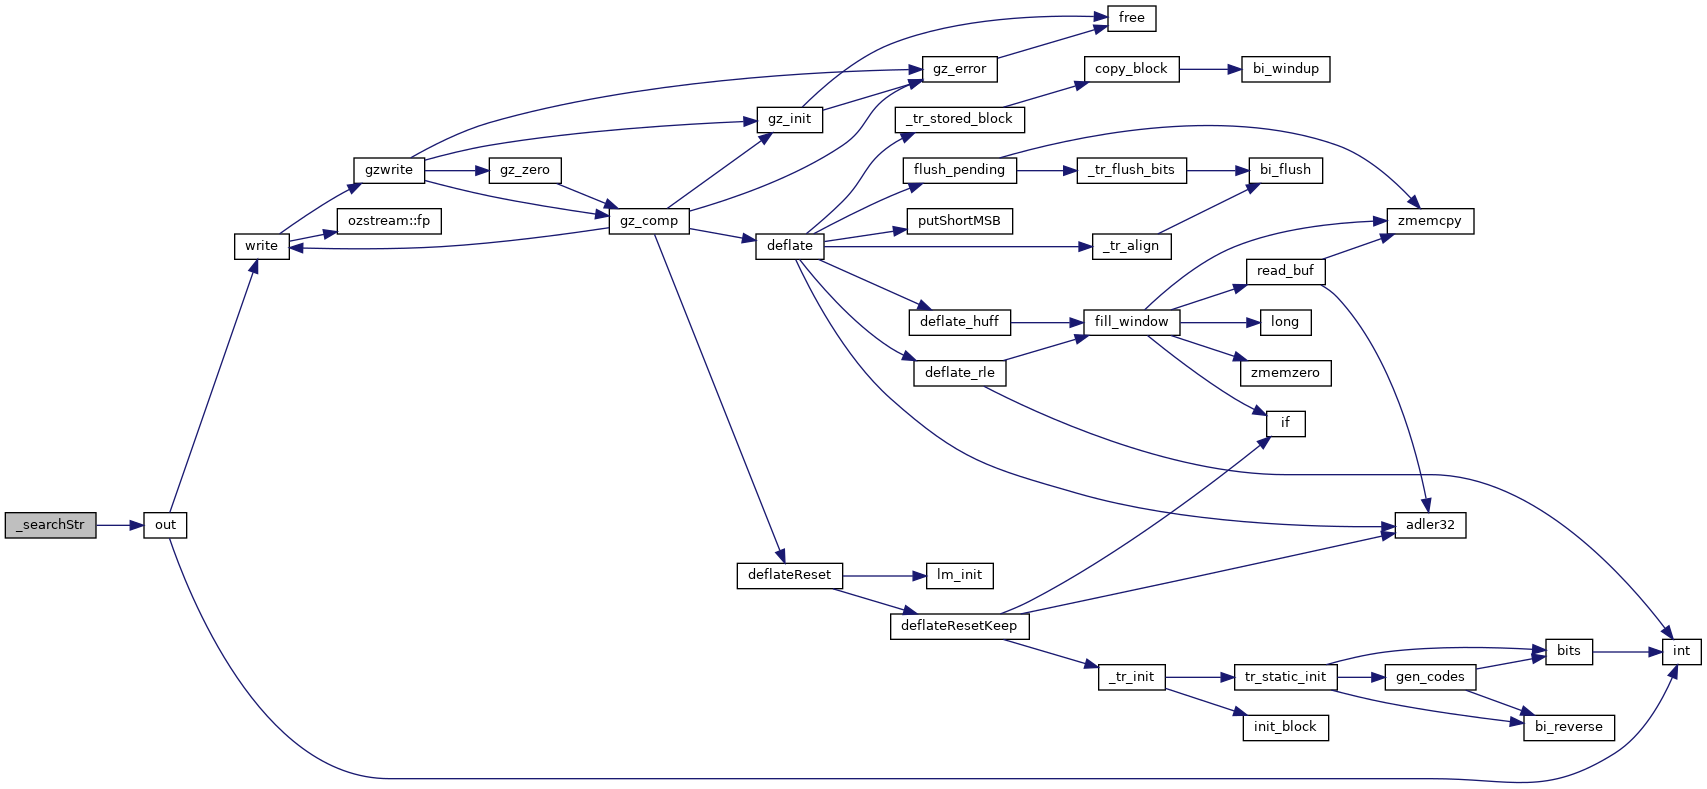 free
gz_error
copy_block
bi_windup
gz_init
_tr_stored_block
gzwrite
gz_zero
flush_pending
_tr_flush_bits
bi_flush
ozstream::fp
gz_comp
putShortMSB
zmemcpy
write
deflate
_tr_align
read_buf
deflate_huff
fill_window
long
deflate_rle
zmemzero
if
_searchStr
out
adler32
deflateReset
lm_init
deflateResetKeep
bits
int
_tr_init
tr_static_init
gen_codes
init_block
bi_reverse